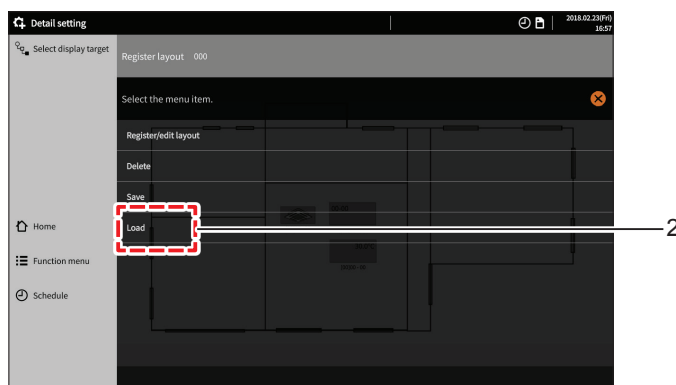 Detail setting
2018.02.23(Fri)
16:57
Select display target
Register layout 000
Select the menu item.
Register/edit layout
Delete
Save
Load
2
Home
Function menu
Schedule